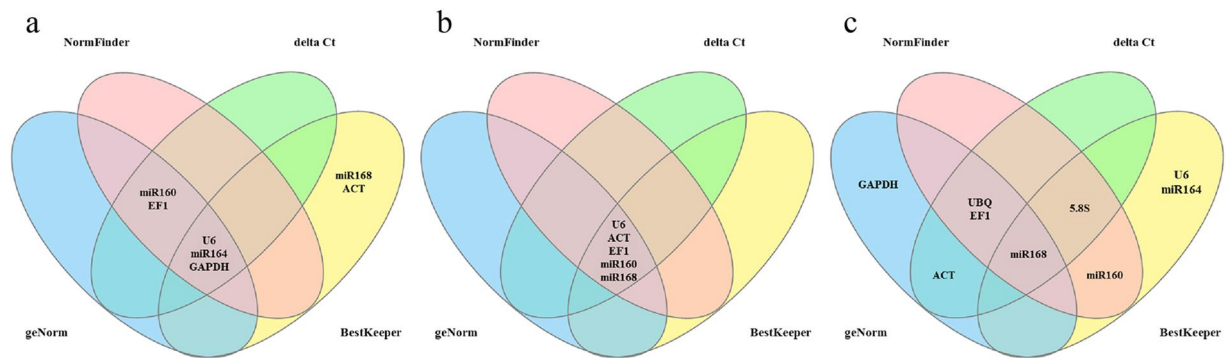 a
NormFinder
delta Ct
miR168
ACT
miR160
EF1
U6
miR164
GAPDH
geNorm
BestKeeper
b
NormFinder
delta Ct
U6
ACT
EF1
miR160
miR168
geNorm
BestKeeper
c
NormFinder
delta Ct
GAPDH
U6
miR164
UBQ
EF1
5.8S
miR168
ACT
miR160
geNorm
BestKeeper